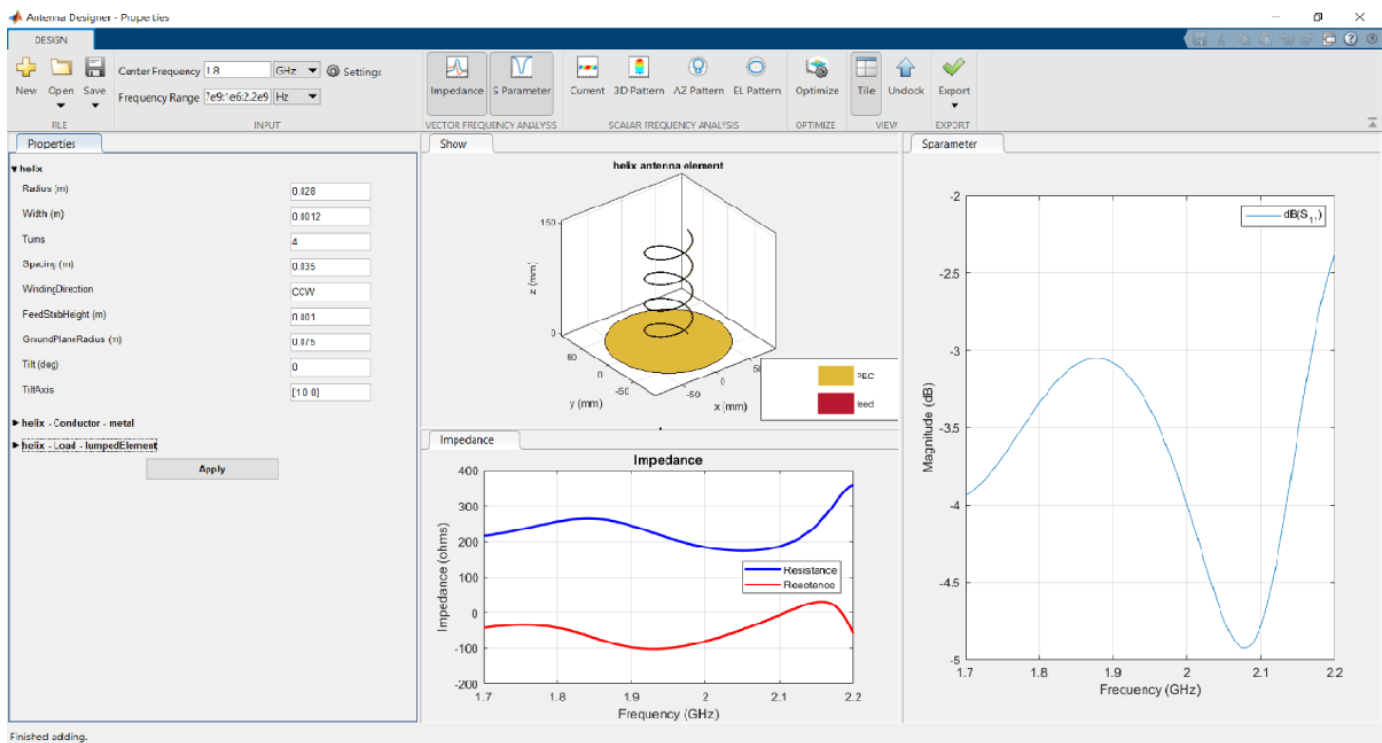 Antenna Designer - Properties
DESIGN
New
Open
Save
FILE
Center Frequency 1.8 GHz Settings
Frequency Range 7e9:1e6:2.2e9 Hz
INPUT
Impedance
S Parameter
VECTOR FREQUENCY ANALYSIS
Current
3D Pattern
AZ Pattern
EL Pattern
SCALAR FREQUENCY ANALYSIS
Optimize
OPTIMIZE
Tile
Undock
VIEW
Export
EXPORT
Properties
helix
Radius (m) 0.028
Width (m) 0.0012
Turns 4
Spacing (m) 0.035
WindingDirection CCW
FeedStubHeight (m) 0.001
GroundPlaneRadius (m) 0.075
Tilt (deg) 0
TiltAxis [1 0 0]
helix - Conductor - metal
helix - Load - lumpedElement
Apply
Show
helix antenna element
150
z (mm)
0
50
0
-50
y (mm)
-50
0
50
x (mm)
PEC
feed
Impedance
Impedance
400
300
200
100
0
-100
-200
Impedance (ohms)
Resistance
Reactance
1.7 1.8 1.9 2 2.1 2.2
Frequency (GHz)
Sparameter
-2
-2.5
-3
-3.5
-4
-4.5
-5
Magnitude (dB)
dB(S11)
1.7 1.8 1.9 2 2.1 2.2
Frequency (GHz)
Finished adding.